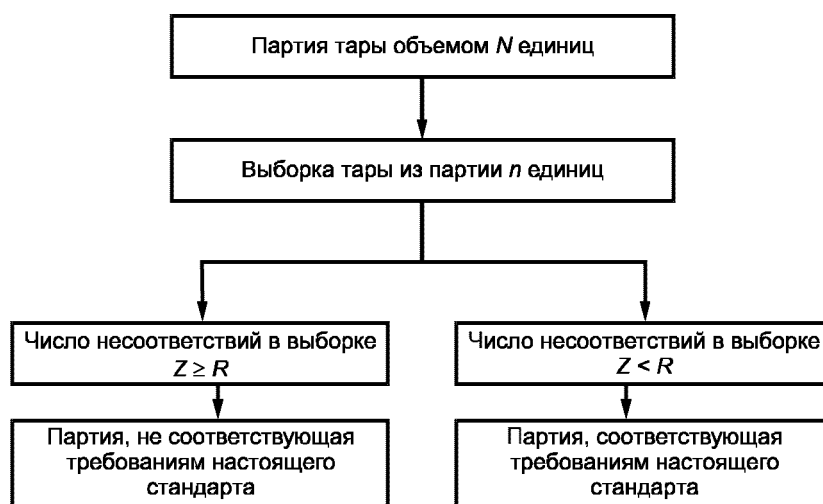 Партия тары объемом N единиц
Выборка тары из партии n единиц
Число несоответствий в выборке
Z ≥ R
Число несоответствий в выборке
Z < R
Партия, не соответствующая
требованиям настоящего
стандарта
Партия, соответствующая
требованиям настоящего
стандарта